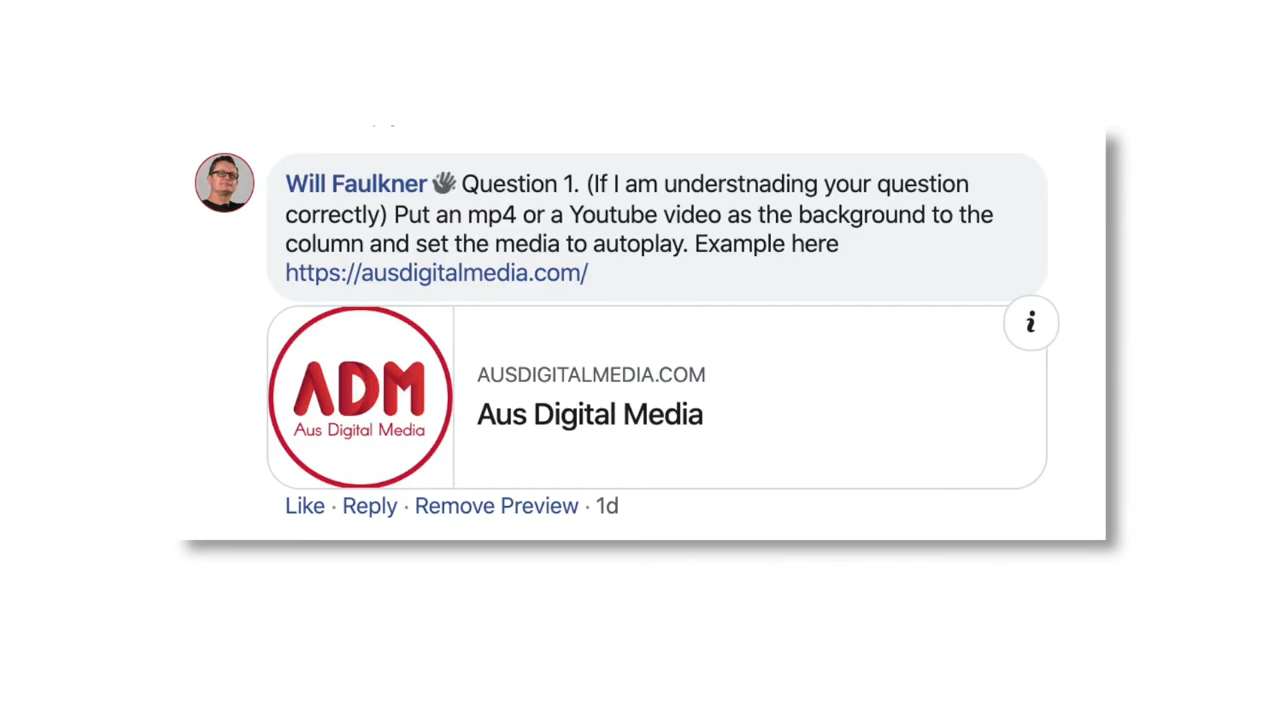 Will Faulkner 👋 Question 1. (If I am understnading your question
correctly) Put an mp4 or a Youtube video as the background to the
column and set the media to autoplay. Example here
https://ausdigitalmedia.com/
i
ADM
Aus Digital Media
AUSDIGITALMEDIA.COM
Aus Digital Media
Like · Reply · Remove Preview · 1d